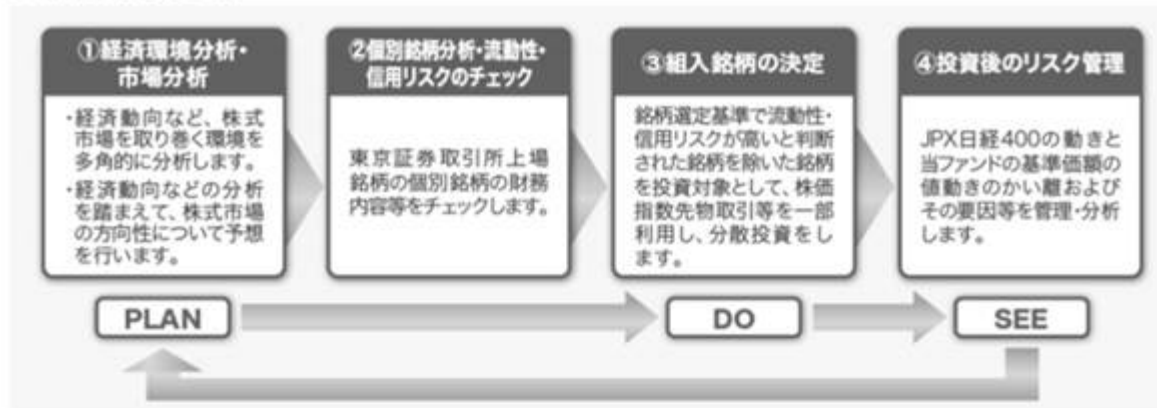 ①経済環境分析・
市場分析
・経済動向など、株式
市場を取り巻く環境を
多角的に分析します。
・経済動向などの分析
を踏まえて、株式市場
の方向性について予想
を行います。
②個別銘柄分析・流動性・
信用リスクのチェック
東京証券取引所上場
銘柄の個別銘柄の財務
内容等をチェックします。
③組入銘柄の決定
銘柄選定基準で流動性・
信用リスクが高いと判断
された銘柄を除いた銘柄
を投資対象として、株価
指数先物取引等を一部
利用し、分散投資をし
ます。
④投資後のリスク管理
JPX日経400の動きと
当ファンドの基準価額の
値動きのかい離および
その要因等を管理・分析
します。
PLAN
DO
SEE